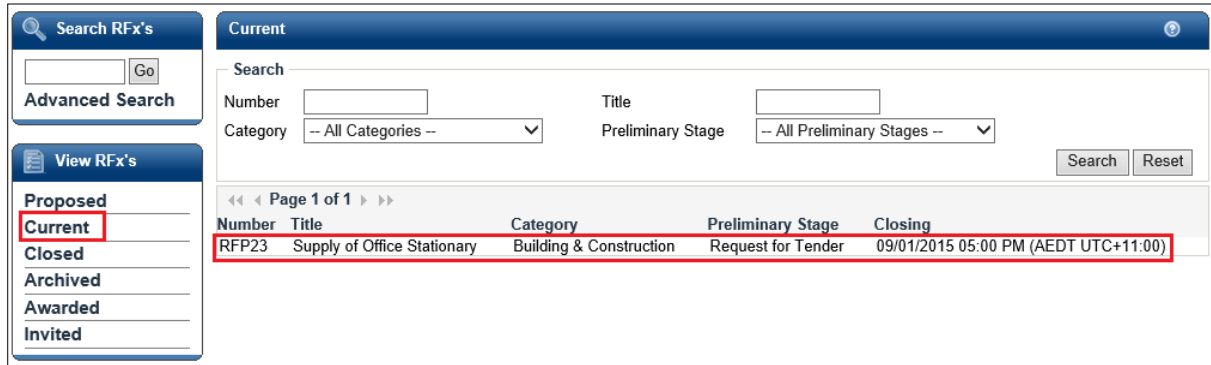 Search RFx's
Go
Advanced Search
View RFx's
Proposed
Current
Closed
Archived
Awarded
Invited
Current
Search
Number
Title
Category -- All Categories --
Preliminary Stage -- All Preliminary Stages --
Search Reset
Page 1 of 1
Number Title Category Preliminary Stage Closing
RFP23 Supply of Office Stationary Building & Construction Request for Tender 09/01/2015 05:00 PM (AEDT UTC+11:00)